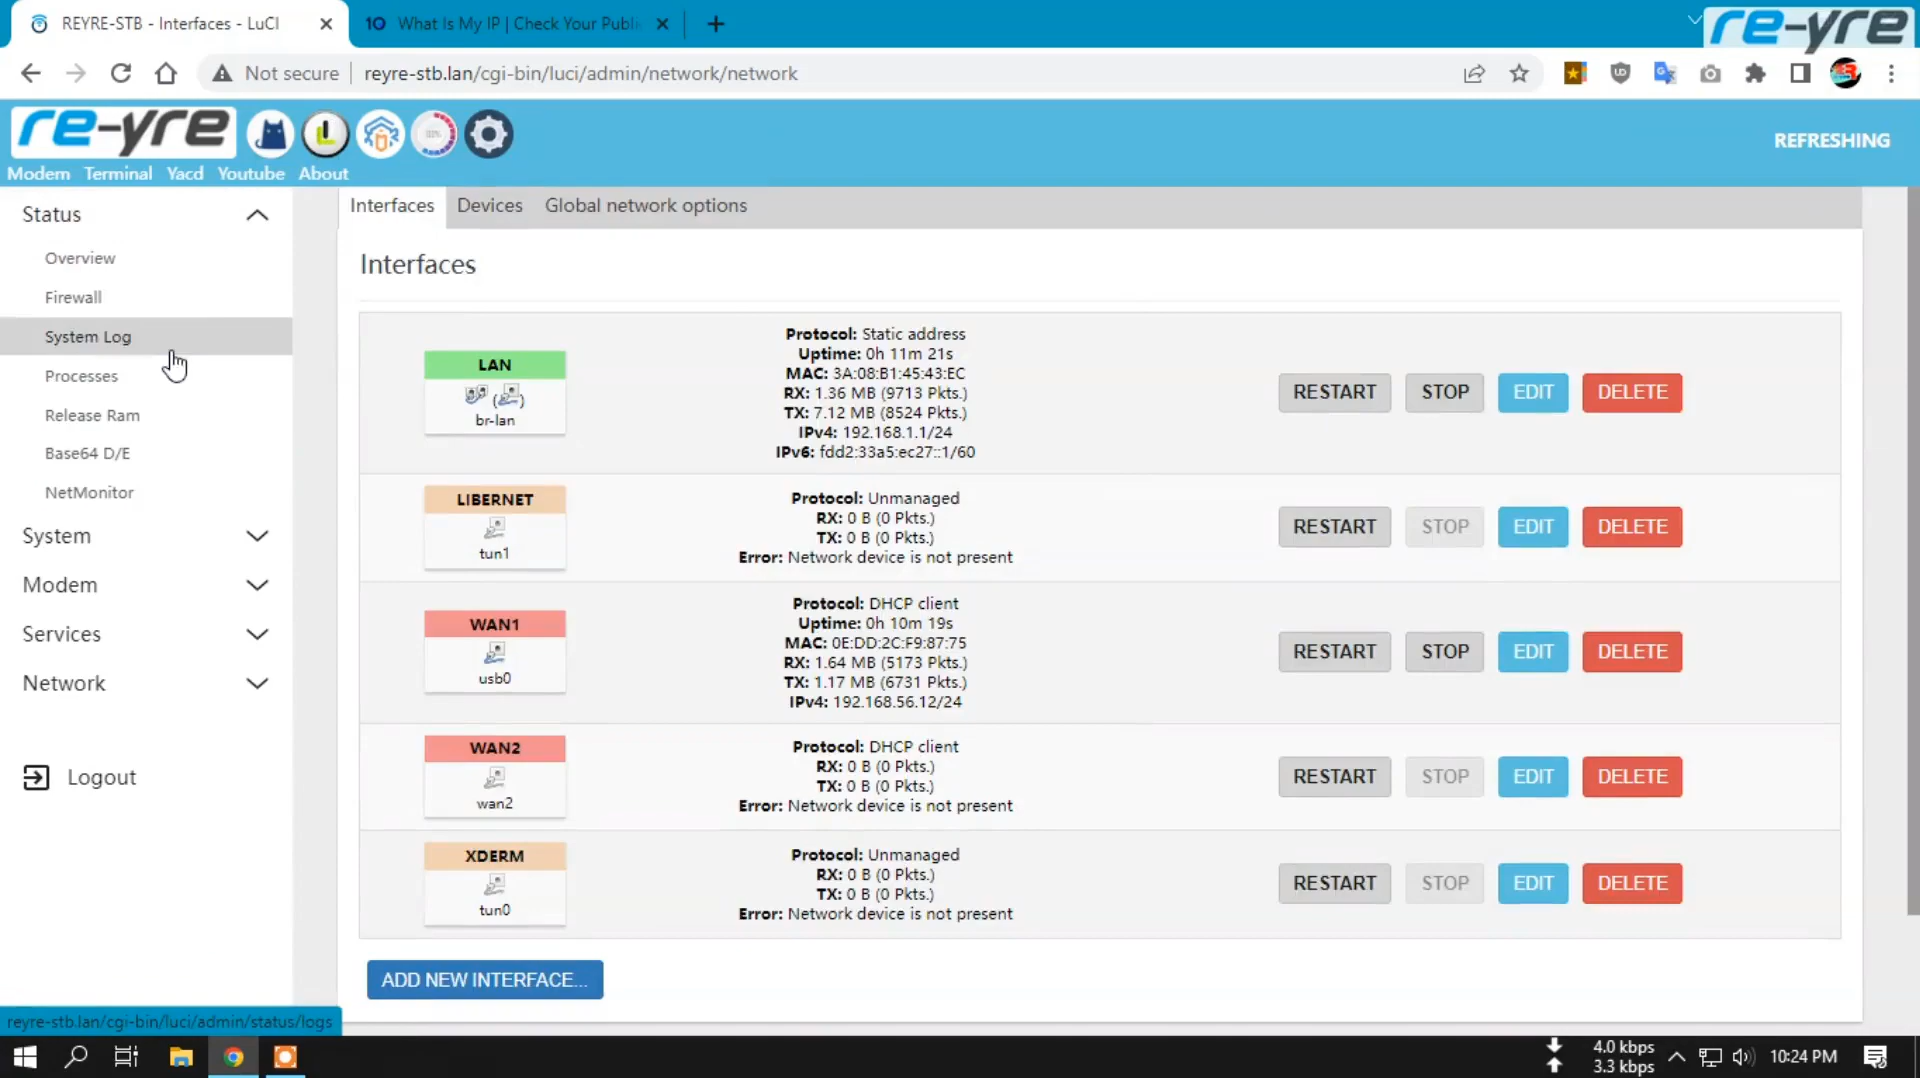 REYRE-STB - Interfaces - LuCI
What Is My IP | Check Your Publi
re-yre
Not secure
reyre-stb.lan/cgi-bin/luci/admin/network/network
re-yre
REFRESHING
Modem Terminal Yacd Youtube About
Status
Overview
Firewall
System Log
Processes
Release Ram
Base64 D/E
NetMonitor
System
Modem
Services
Network
Logout
Interfaces Devices Global network options
Interfaces
LAN
br-lan
Protocol: Static address
Uptime: 0h 11m 21s
MAC: 3A:08:B1:45:43:EC
RX: 1.36 MB (9713 Pkts.)
TX: 7.12 MB (8524 Pkts.)
IPv4: 192.168.1.1/24
IPv6: fdd2:33a5:ec27::1/60
RESTART STOP EDIT DELETE
LIBERNET
tun1
Protocol: Unmanaged
RX: 0 B (0 Pkts.)
TX: 0 B (0 Pkts.)
Error: Network device is not present
RESTART STOP EDIT DELETE
WAN1
usb0
Protocol: DHCP client
Uptime: 0h 10m 19s
MAC: 0E:DD:2C:F9:87:75
RX: 1.64 MB (5173 Pkts.)
TX: 1.17 MB (6731 Pkts.)
IPv4: 192.168.56.12/24
RESTART STOP EDIT DELETE
WAN2
wan2
Protocol: DHCP client
RX: 0 B (0 Pkts.)
TX: 0 B (0 Pkts.)
Error: Network device is not present
RESTART STOP EDIT DELETE
XDERM
tun0
Protocol: Unmanaged
RX: 0 B (0 Pkts.)
TX: 0 B (0 Pkts.)
Error: Network device is not present
RESTART STOP EDIT DELETE
ADD NEW INTERFACE...
reyre-stb.lan/cgi-bin/luci/admin/status/logs
4.0 kbps
3.3 kbps
10:24 PM